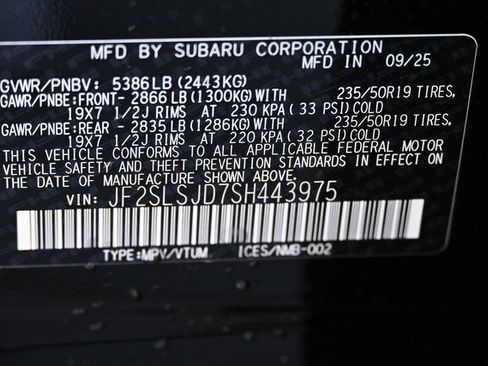 MFD BY SUBARU CORPORATION
MFD IN 09/25
GVWR/PNBV: 5386LB(2443KG)
GAWR/PNBE:FRONT- 2866LB(1300KG)WITH 235/50R19 TIRES,
19X7 1/2J RIMS AT 230 KPA(33 PSI)COLD
GAWR/PNBE:REAR - 2835LB(1286KG)WITH 235/50R19 TIRES,
19X7 1/2J RIMS AT 220 KPA(32 PSI)COLD
THIS VEHICLE CONFORMS TO ALL APPLICABLE FEDERAL MOTOR
VEHICLE SAFETY AND THEFT PREVENTION STANDARDS IN EFFECT
ON THE DATE OF MANUFACTURE SHOWN ABOVE.
VIN: JF2SLSJD7SH443975
TYPE:MPV/VTUM ICES/NMB-002